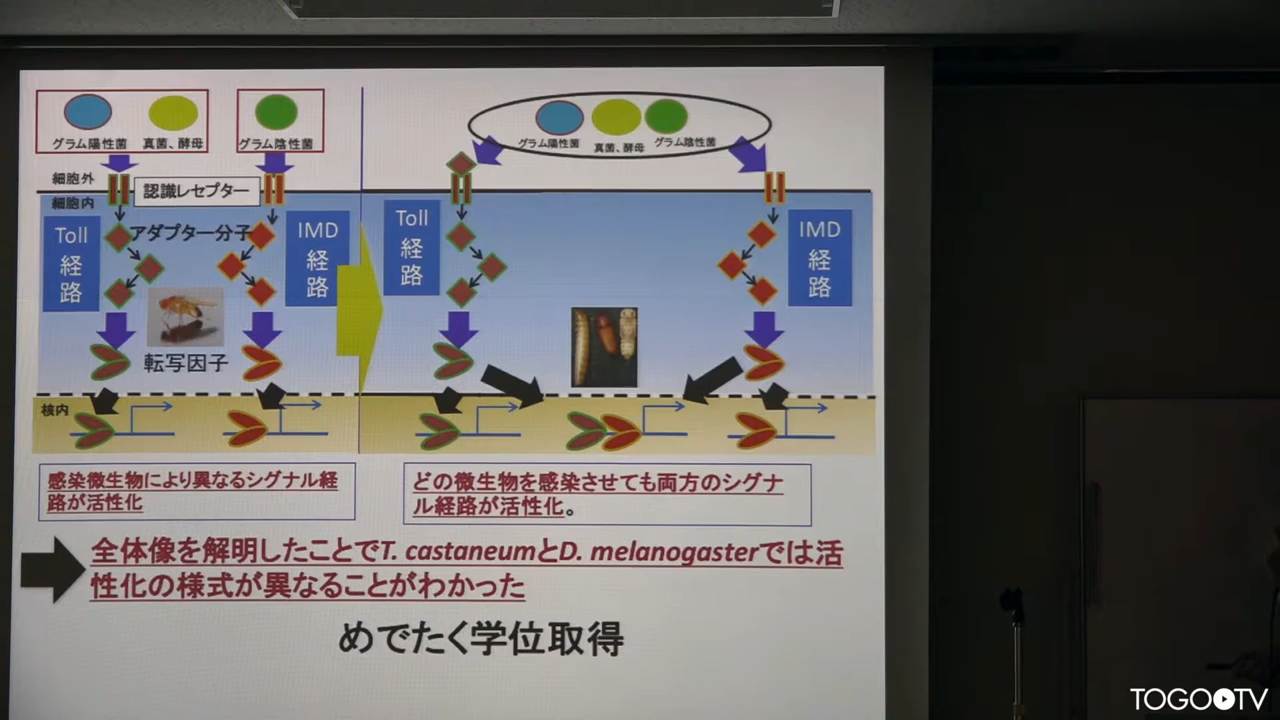 グラム陽性菌
真菌、酵母
グラム陰性菌
グラム陽性菌
真菌、酵母
グラム陰性菌
細胞外
認識レセプター
細胞内
Toll
経
路
アダプター分子
IMD
経
路
Toll
経
路
IMD
経
路
転写因子
核内
感染微生物により異なるシグナル経
路が活性化
どの微生物を感染させても両方のシグナ
ル経路が活性化。
全体像を解明したことでT. castaneumとD. melanogasterでは活
性化の様式が異なることがわかった
めでたく学位取得
TOGOTV